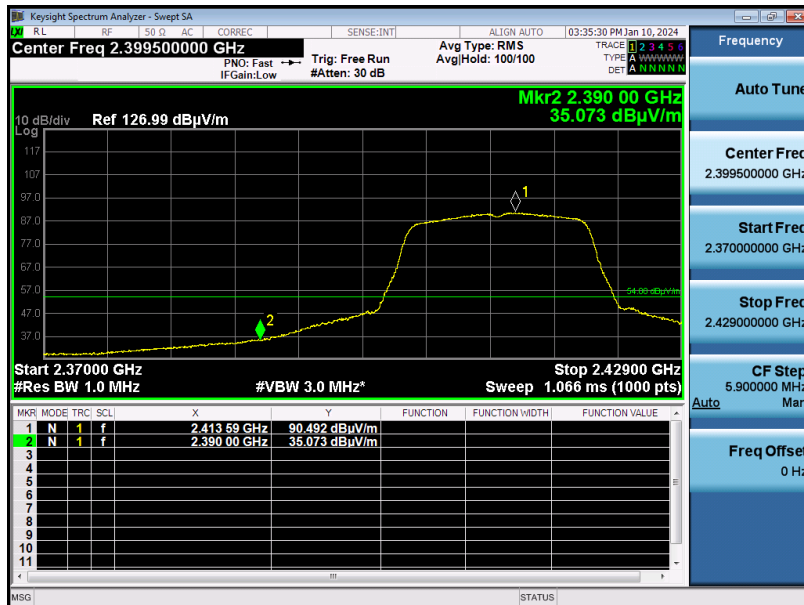 Keysight Spectrum Analyzer - Swept SA
LXI RL RF 50 Ω AC CORREC SENSE:INT ALIGN AUTO 03:35:30 PM Jan 10, 2024
Center Freq 2.399500000 GHz
PNO: Fast
IFGain:Low
Trig: Free Run
#Atten: 30 dB
Avg Type: RMS
Avg|Hold: 100/100
TRACE 1 2 3 4 5 6
TYPE A WWWWW
DET A N N N N N
Mkr2 2.390 00 GHz
35.073 dBµV/m
10 dB/div Ref 126.99 dBµV/m
Log
117
107
97.0
87.0
77.0
67.0
57.0
47.0
37.0
1
2
54.00 dBµV/m
Start 2.37000 GHz Stop 2.42900 GHz
#Res BW 1.0 MHz #VBW 3.0 MHz* Sweep 1.066 ms (1000 pts)
MKR MODE TRC SCL X Y FUNCTION FUNCTION WIDTH FUNCTION VALUE
1 N 1 f 2.413 59 GHz 90.492 dBµV/m
2 N 1 f 2.390 00 GHz 35.073 dBµV/m
3
4
5
6
7
8
9
10
11
MSG STATUS
Frequency
Auto Tune
Center Freq
2.399500000 GHz
Start Freq
2.370000000 GHz
Stop Freq
2.429000000 GHz
CF Step
5.900000 MHz
Auto Man
Freq Offset
0 Hz